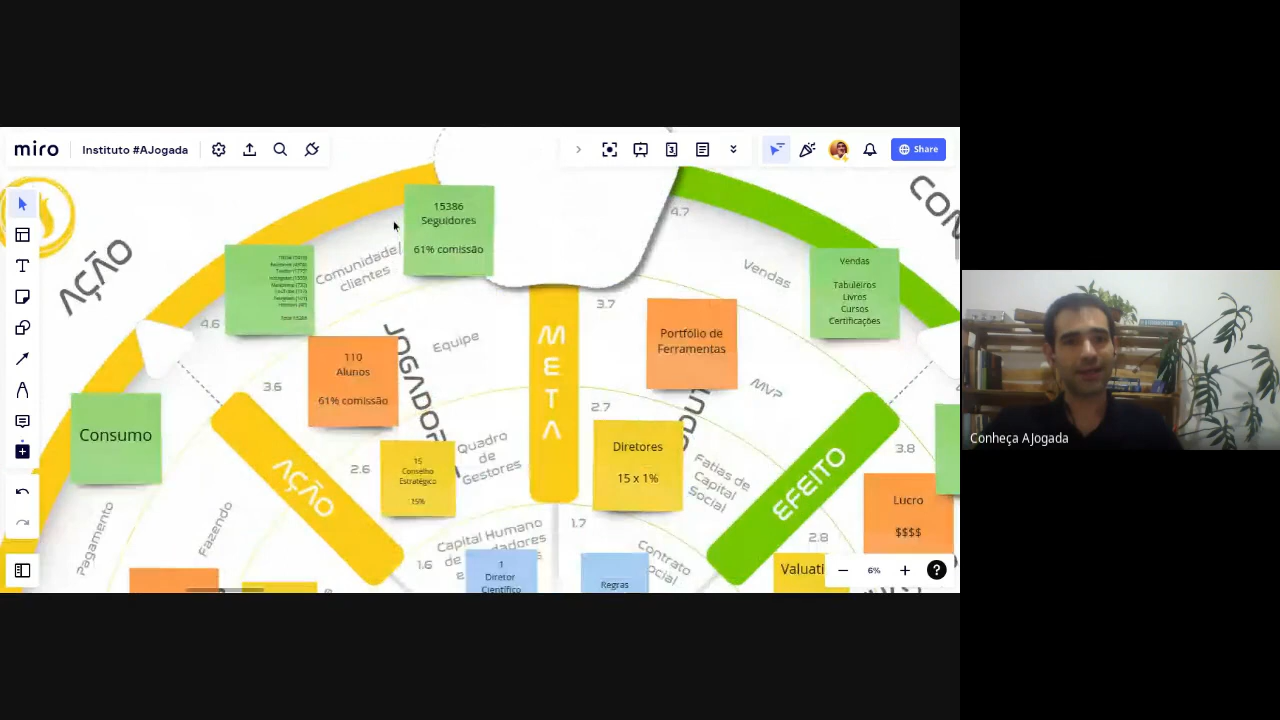 miro
Instituto #AJogada
3
Share
AÇÃO
15386
Seguidores
61% comissão
Comunidade/
clientes
4.7
Vendas
Vendas
Tabuleiros
Livros
Cursos
Certificações
4.6
3.7
Portfólio de
Ferramentas
META
Equipe
110
Alunos
61% comissão
3.6
MVP
2.7
Consumo
Diretores
15 x 1%
Quadro
de
Gestores
15
Conselho
Estratégico
15%
2.6
Fatias de
Capital
Social
3.8
AÇÃO
EFEITO
Lucro
$$$$
Pagamento
Fazendo
1.7
2.8
Capital Humano
1.6
Contrato
1
Diretor
Científico
Regras
Valuati
6%
Conheça AJogada